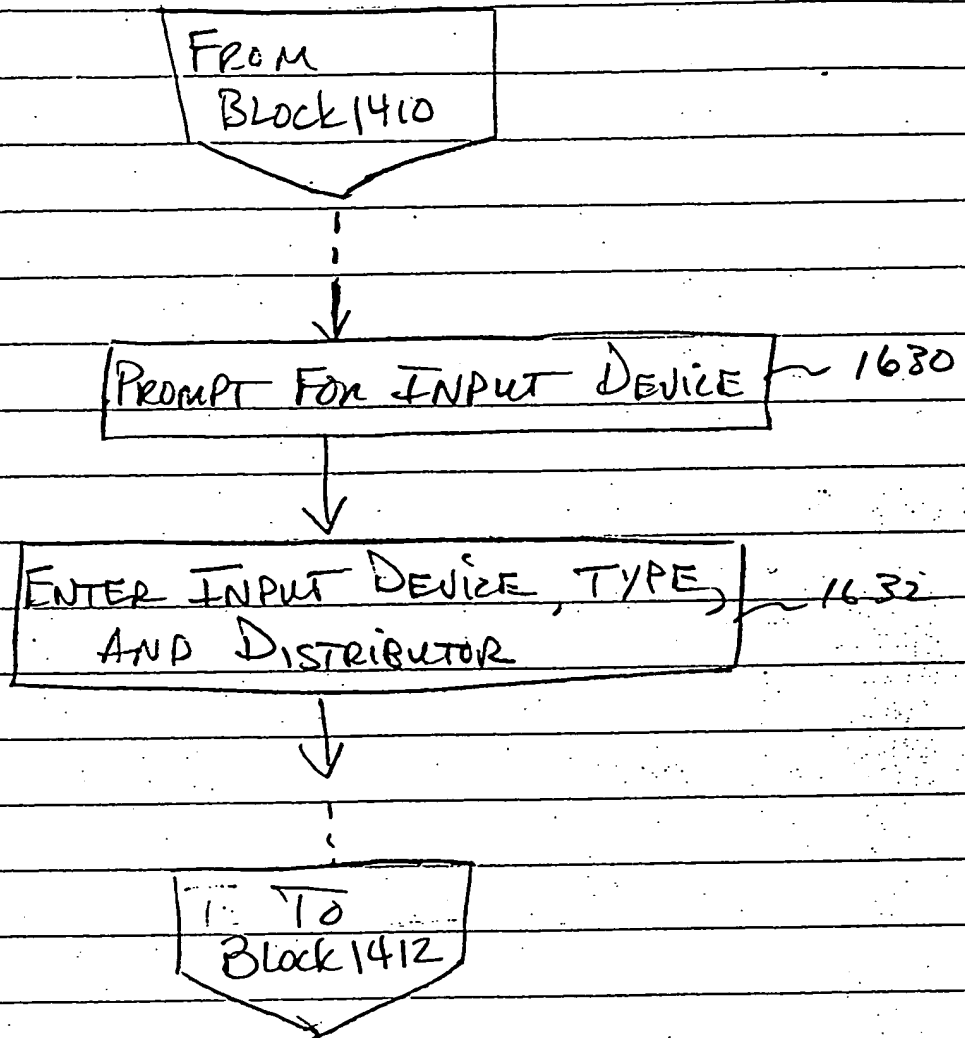 FROM
BLOCK 1410
PROMPT FOR INPUT DEVICE
1630
ENTER INPUT DEVICE, TYPE,
1632
AND DISTRIBUTOR
TO
BLOCK 1412